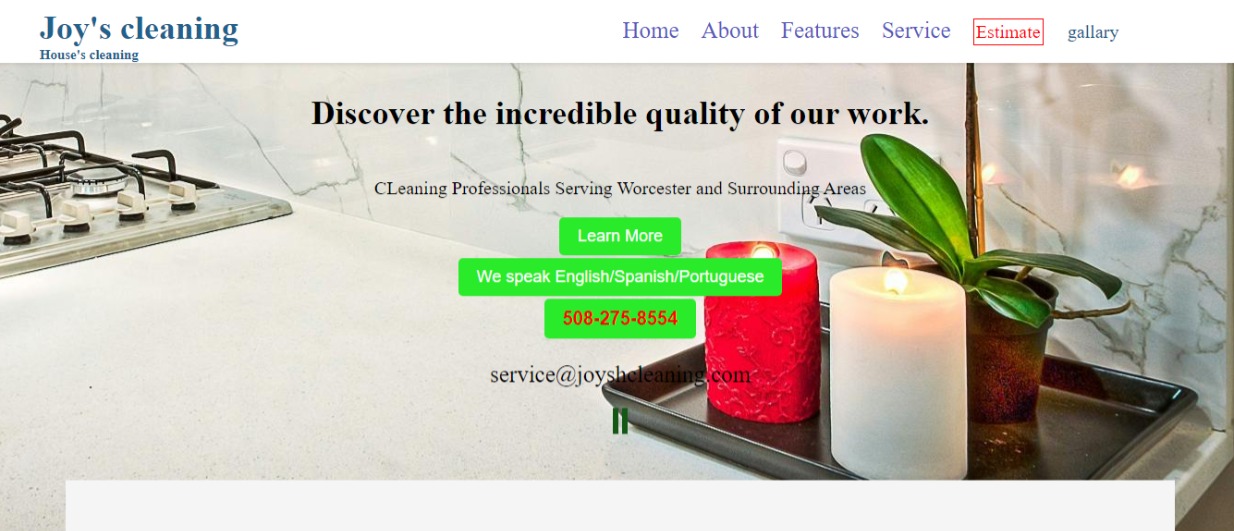 Joy's cleaning
House's cleaning
Home About Features Service Estimate gallary
Discover the incredible quality of our work.
CLeaning Professionals Serving Worcester and Surrounding Areas
Learn More
We speak English/Spanish/Portuguese
508-275-8554
service@joyshcleaning.com